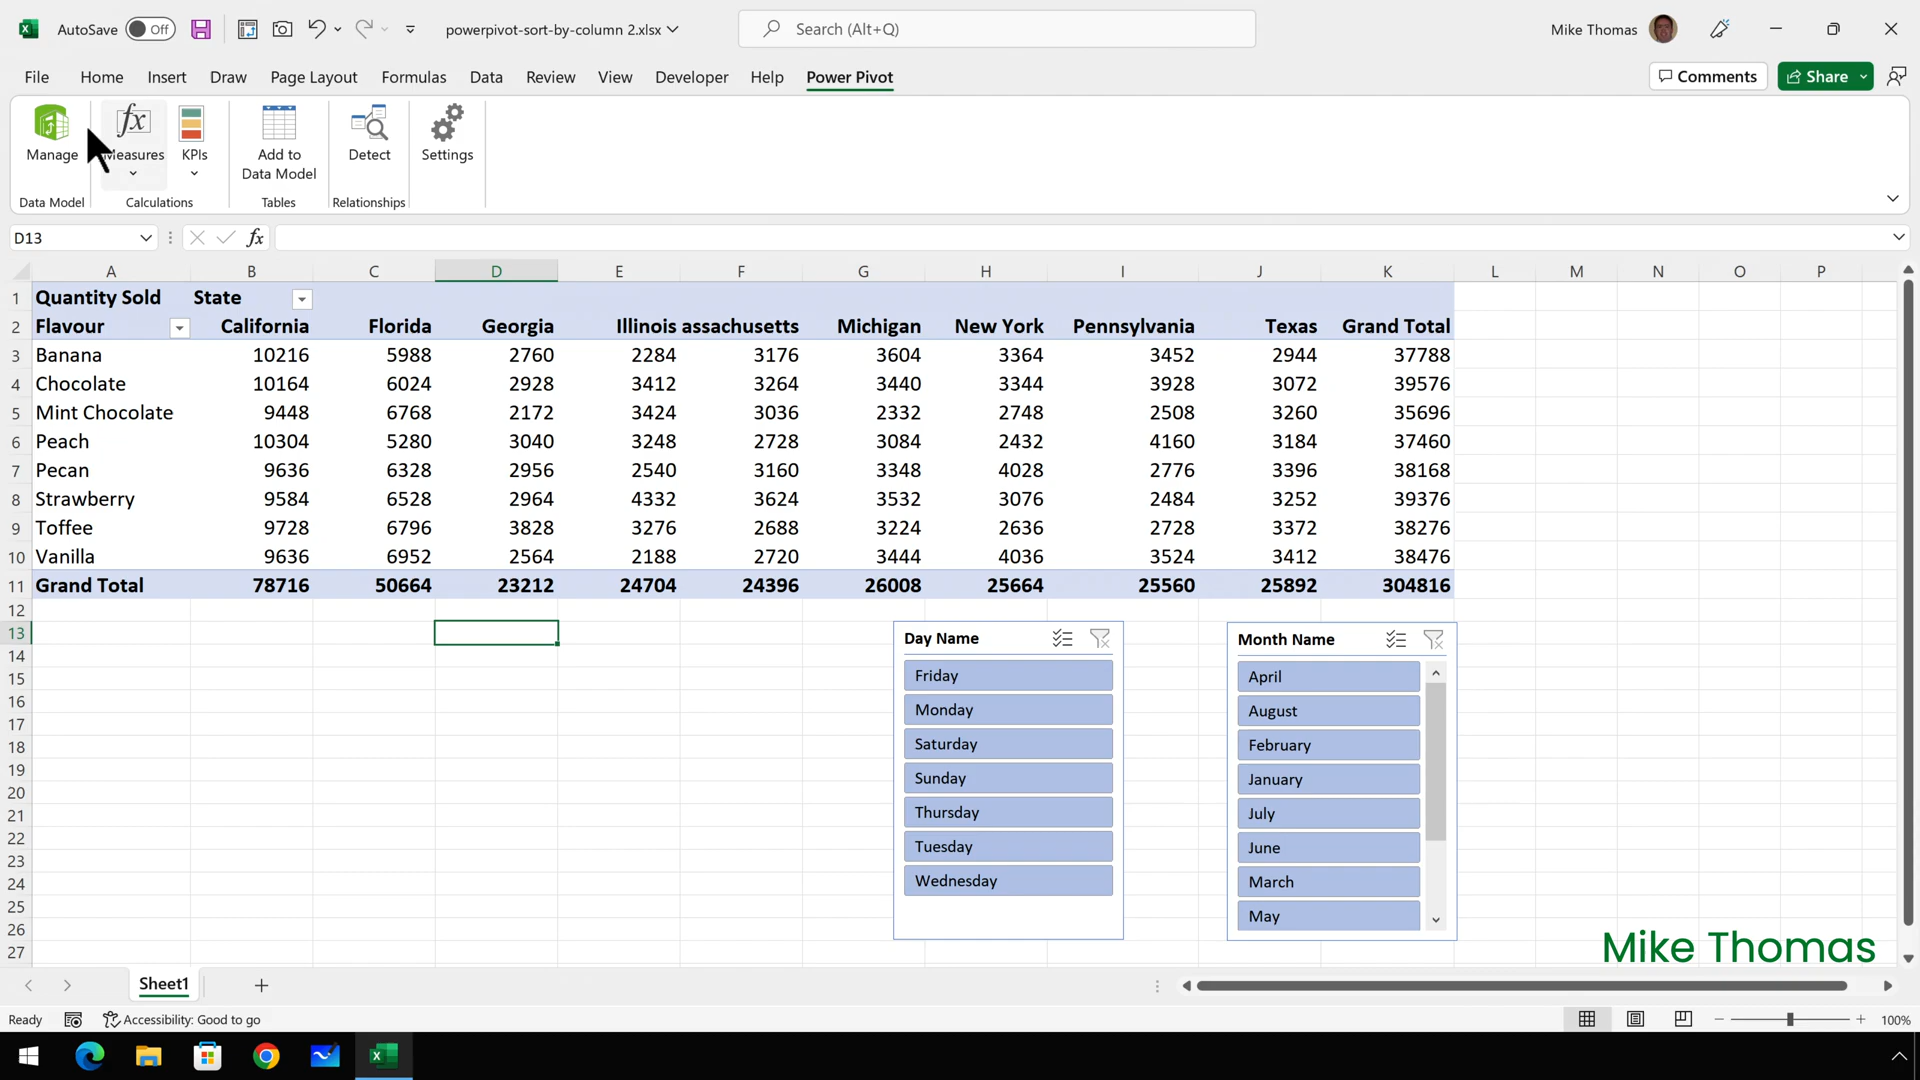 AutoSave Off powerpivot-sort-by-column 2.xlsx Search (Alt+Q) Mike Thomas
File Home Insert Draw Page Layout Formulas Data Review View Developer Help Power Pivot Comments Share
Manage Measures KPIs Add to Data Model Detect Settings
Data Model Calculations Tables Relationships
D13 fx
A B C D E F G H I J K L M N O P
1 Quantity Sold State
2 Flavour California Florida Georgia Illinois assachusetts Michigan New York Pennsylvania Texas Grand Total
3 Banana 10216 5988 2760 2284 3176 3604 3364 3452 2944 37788
4 Chocolate 10164 6024 2928 3412 3264 3440 3344 3928 3072 39576
5 Mint Chocolate 9448 6768 2172 3424 3036 2332 2748 2508 3260 35696
6 Peach 10304 5280 3040 3248 2728 3084 2432 4160 3184 37460
7 Pecan 9636 6328 2956 2540 3160 3348 4028 2776 3396 38168
8 Strawberry 9584 6528 2964 4332 3624 3532 3076 2484 3252 39376
9 Toffee 9728 6796 3828 3276 2688 3224 2636 2728 3372 38276
10 Vanilla 9636 6952 2564 2188 2720 3444 4036 3524 3412 38476
11 Grand Total 78716 50664 23212 24704 24396 26008 25664 25560 25892 304816
12
13
14
15
16
17
18
19
20
21
22
23
24
25
26
27
Day Name
Friday
Monday
Saturday
Sunday
Thursday
Tuesday
Wednesday
Month Name
April
August
February
January
July
June
March
May
Mike Thomas
Sheet1
Ready Accessibility: Good to go 100%